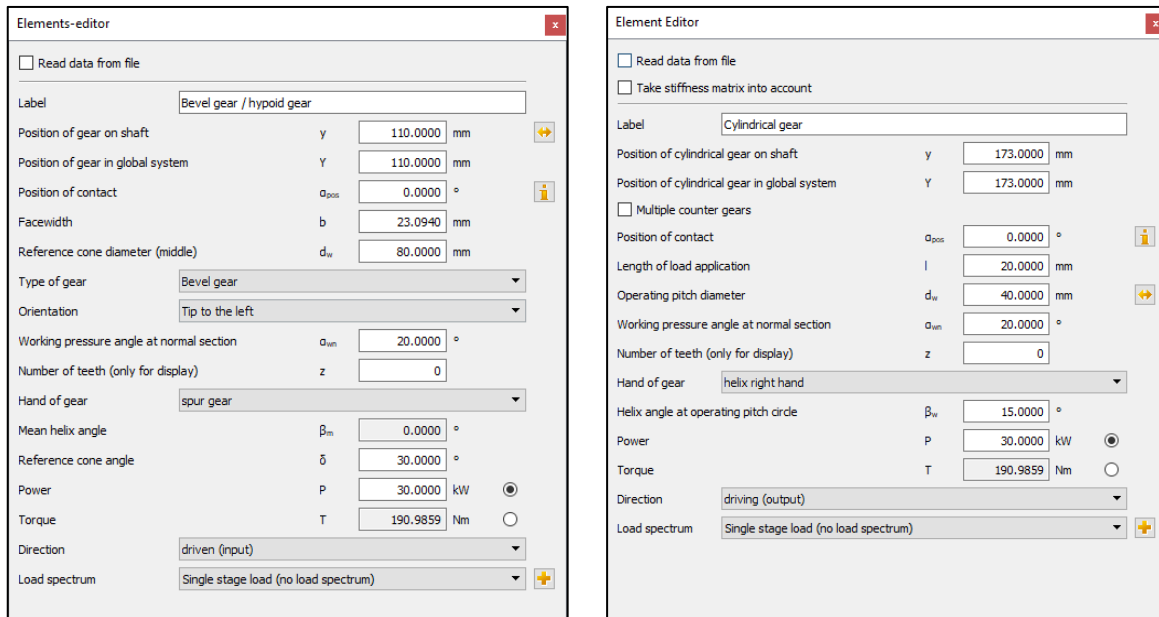 Elements-editor
x
Read data from file
Label Bevel gear / hypoid gear
Position of gear on shaft y 110.0000 mm
Position of gear in global system Y 110.0000 mm
Position of contact αpos 0.0000 °
Facewidth b 23.0940 mm
Reference cone diameter (middle) dw 80.0000 mm
Type of gear Bevel gear
Orientation Tip to the left
Working pressure angle at normal section αwn 20.0000 °
Number of teeth (only for display) z 0
Hand of gear spur gear
Mean helix angle βm 0.0000 °
Reference cone angle δ 30.0000 °
Power P 30.0000 kW
Torque T 190.9859 Nm
Direction driven (input)
Load spectrum Single stage load (no load spectrum)
Element Editor
x
Read data from file
Take stiffness matrix into account
Label Cylindrical gear
Position of cylindrical gear on shaft y 173.0000 mm
Position of cylindrical gear in global system Y 173.0000 mm
Multiple counter gears
Position of contact αpos 0.0000 °
Length of load application l 20.0000 mm
Operating pitch diameter dw 40.0000 mm
Working pressure angle at normal section αwn 20.0000 °
Number of teeth (only for display) z 0
Hand of gear helix right hand
Helix angle at operating pitch circle βw 15.0000 °
Power P 30.0000 kW
Torque T 190.9859 Nm
Direction driving (output)
Load spectrum Single stage load (no load spectrum)